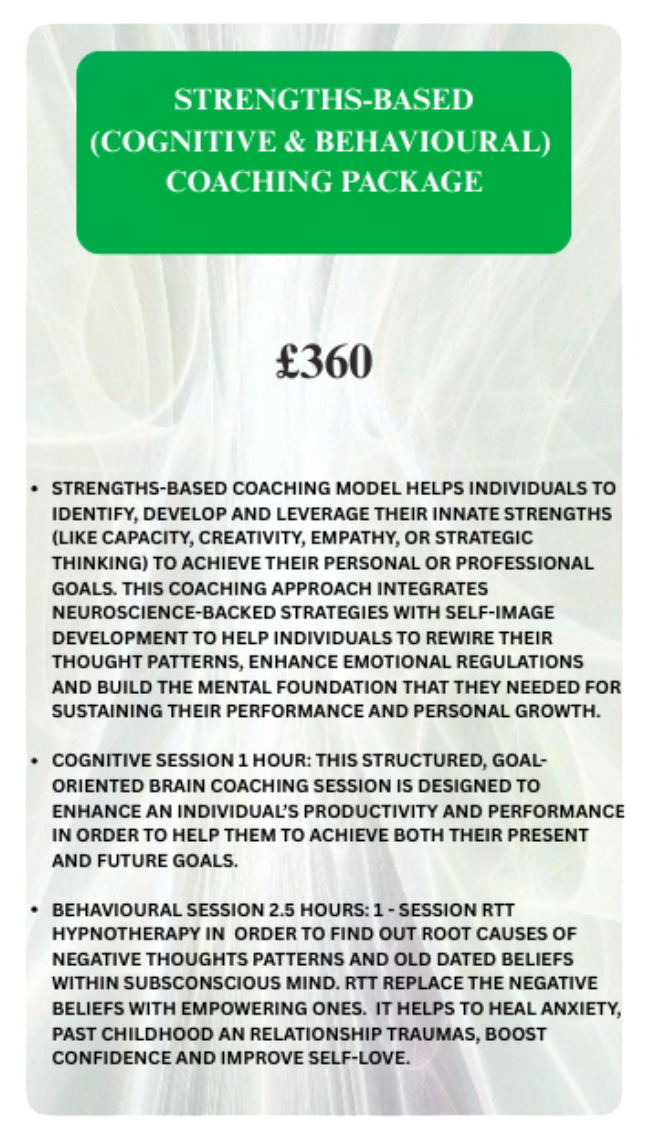 STRENGTHS-BASED
(COGNITIVE & BEHAVIOURAL)
COACHING PACKAGE
£360
• STRENGTHS-BASED COACHING MODEL HELPS INDIVIDUALS TO
IDENTIFY, DEVELOP AND LEVERAGE THEIR INNATE STRENGTHS
(LIKE CAPACITY, CREATIVITY, EMPATHY, OR STRATEGIC
THINKING) TO ACHIEVE THEIR PERSONAL OR PROFESSIONAL
GOALS. THIS COACHING APPROACH INTEGRATES
NEUROSCIENCE-BACKED STRATEGIES WITH SELF-IMAGE
DEVELOPMENT TO HELP INDIVIDUALS TO REWIRE THEIR
THOUGHT PATTERNS, ENHANCE EMOTIONAL REGULATIONS
AND BUILD THE MENTAL FOUNDATION THAT THEY NEEDED FOR
SUSTAINING THEIR PERFORMANCE AND PERSONAL GROWTH.
• COGNITIVE SESSION 1 HOUR: THIS STRUCTURED, GOAL-
ORIENTED BRAIN COACHING SESSION IS DESIGNED TO
ENHANCE AN INDIVIDUAL'S PRODUCTIVITY AND PERFORMANCE
IN ORDER TO HELP THEM TO ACHIEVE BOTH THEIR PRESENT
AND FUTURE GOALS.
• BEHAVIOURAL SESSION 2.5 HOURS: 1 - SESSION RTT
HYPNOTHERAPY IN ORDER TO FIND OUT ROOT CAUSES OF
NEGATIVE THOUGHTS PATTERNS AND OLD DATED BELIEFS
WITHIN SUBSCONSCIOUS MIND. RTT REPLACE THE NEGATIVE
BELIEFS WITH EMPOWERING ONES. IT HELPS TO HEAL ANXIETY,
PAST CHILDHOOD AN RELATIONSHIP TRAUMAS, BOOST
CONFIDENCE AND IMPROVE SELF-LOVE.